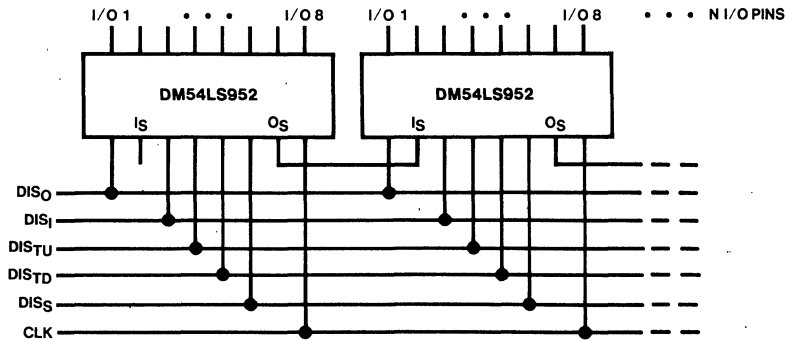 I/O 1 • • • I/O 8 I/O 1 • • • I/O 8 • • • N I/O PINS
DM54LS952 DM54LS952
IS OS IS OS
DISO
DISI
DISTU
DISTD
DISS
CLK